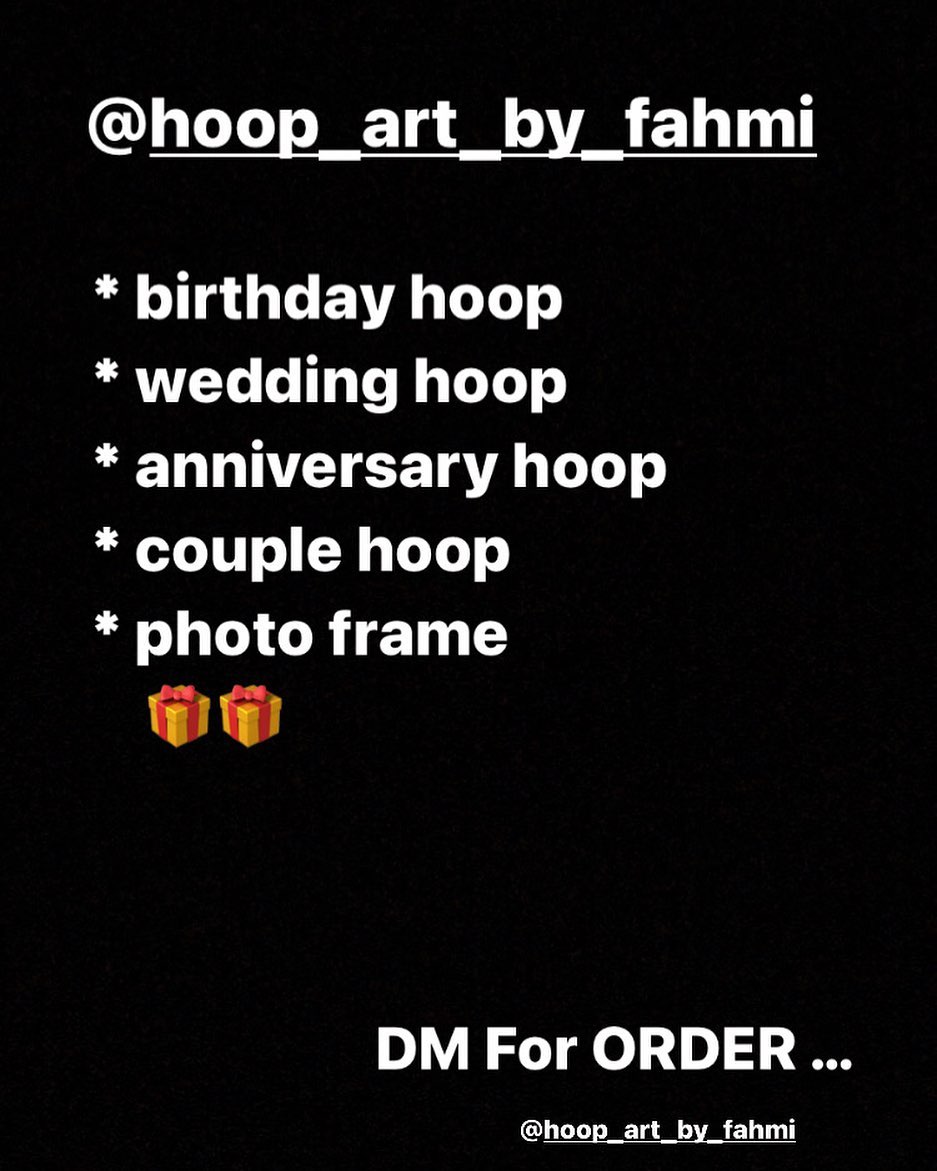 @hoop_art_by_fahmi
* birthday hoop
* wedding hoop
* anniversary hoop
* couple hoop
* photo frame
🎁🎁
DM For ORDER ...
@hoop_art_by_fahmi